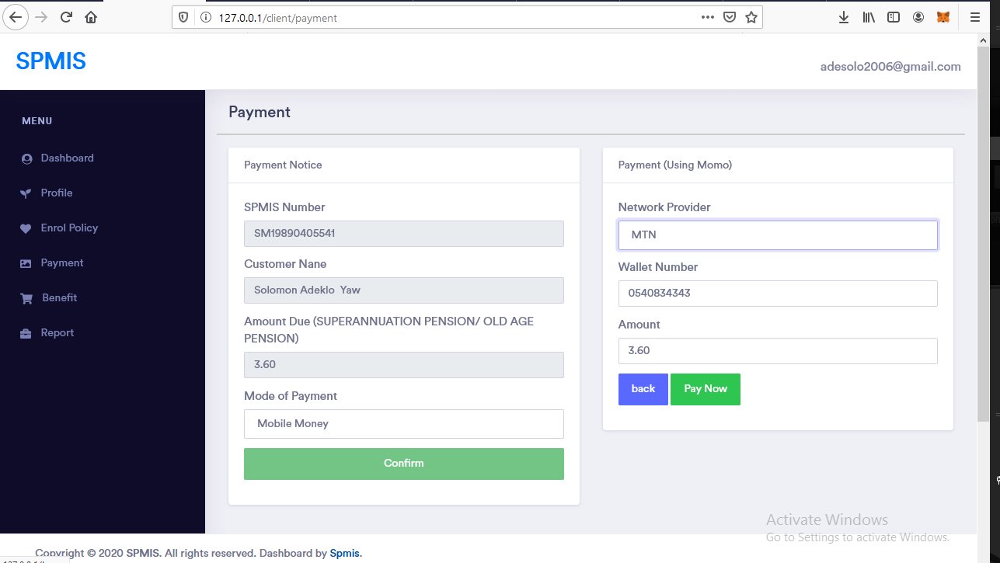 127.0.0.1/client/payment
SPMIS
adesolo2006@gmail.com
MENU
Dashboard
Profile
Enrol Policy
Payment
Benefit
Report
Payment
Payment Notice
SPMIS Number
SM19890405541
Customer Nane
Solomon Adeklo Yaw
Amount Due (SUPERANNUATION PENSION/ OLD AGE
PENSION)
3.60
Mode of Payment
Mobile Money
Confirm
Payment (Using Momo)
Network Provider
MTN
Wallet Number
0540834343
Amount
3.60
back
Pay Now
Activate Windows
Go to Settings to activate Windows.
Copyright © 2020 SPMIS. All rights reserved. Dashboard by Spmis.